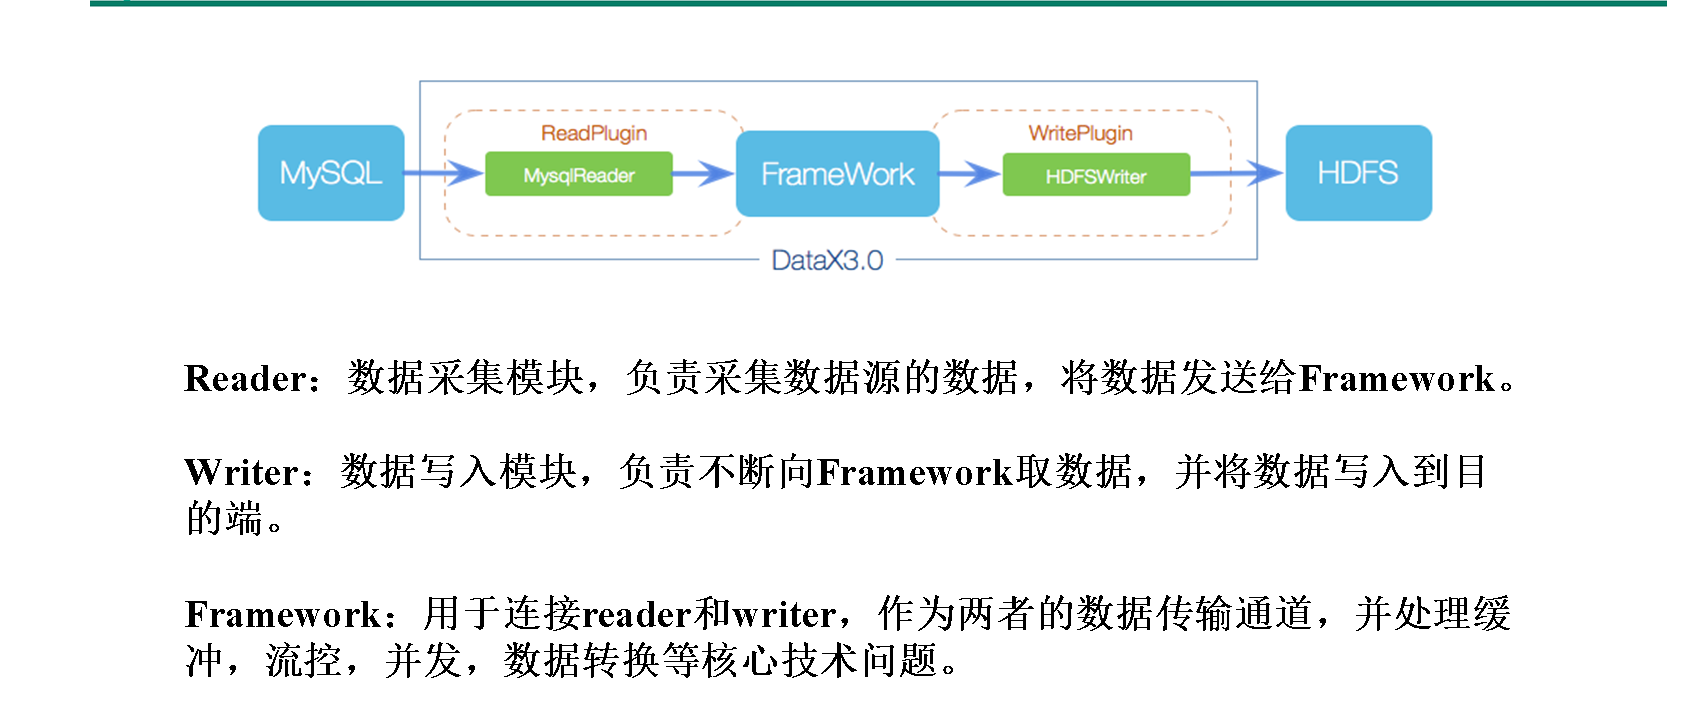 ReadPlugin
WritePlugin
MySQL
MysqlReader
FrameWork
HDFSWriter
HDFS
DataX3.0
Reader：数据采集模块，负责采集数据源的数据，将数据发送给Framework。
Writer：数据写入模块，负责不断向Framework取数据，并将数据写入到目
的端。
Framework：用于连接reader和writer，作为两者的数据传输通道，并处理缓
冲，流控，并发，数据转换等核心技术问题。